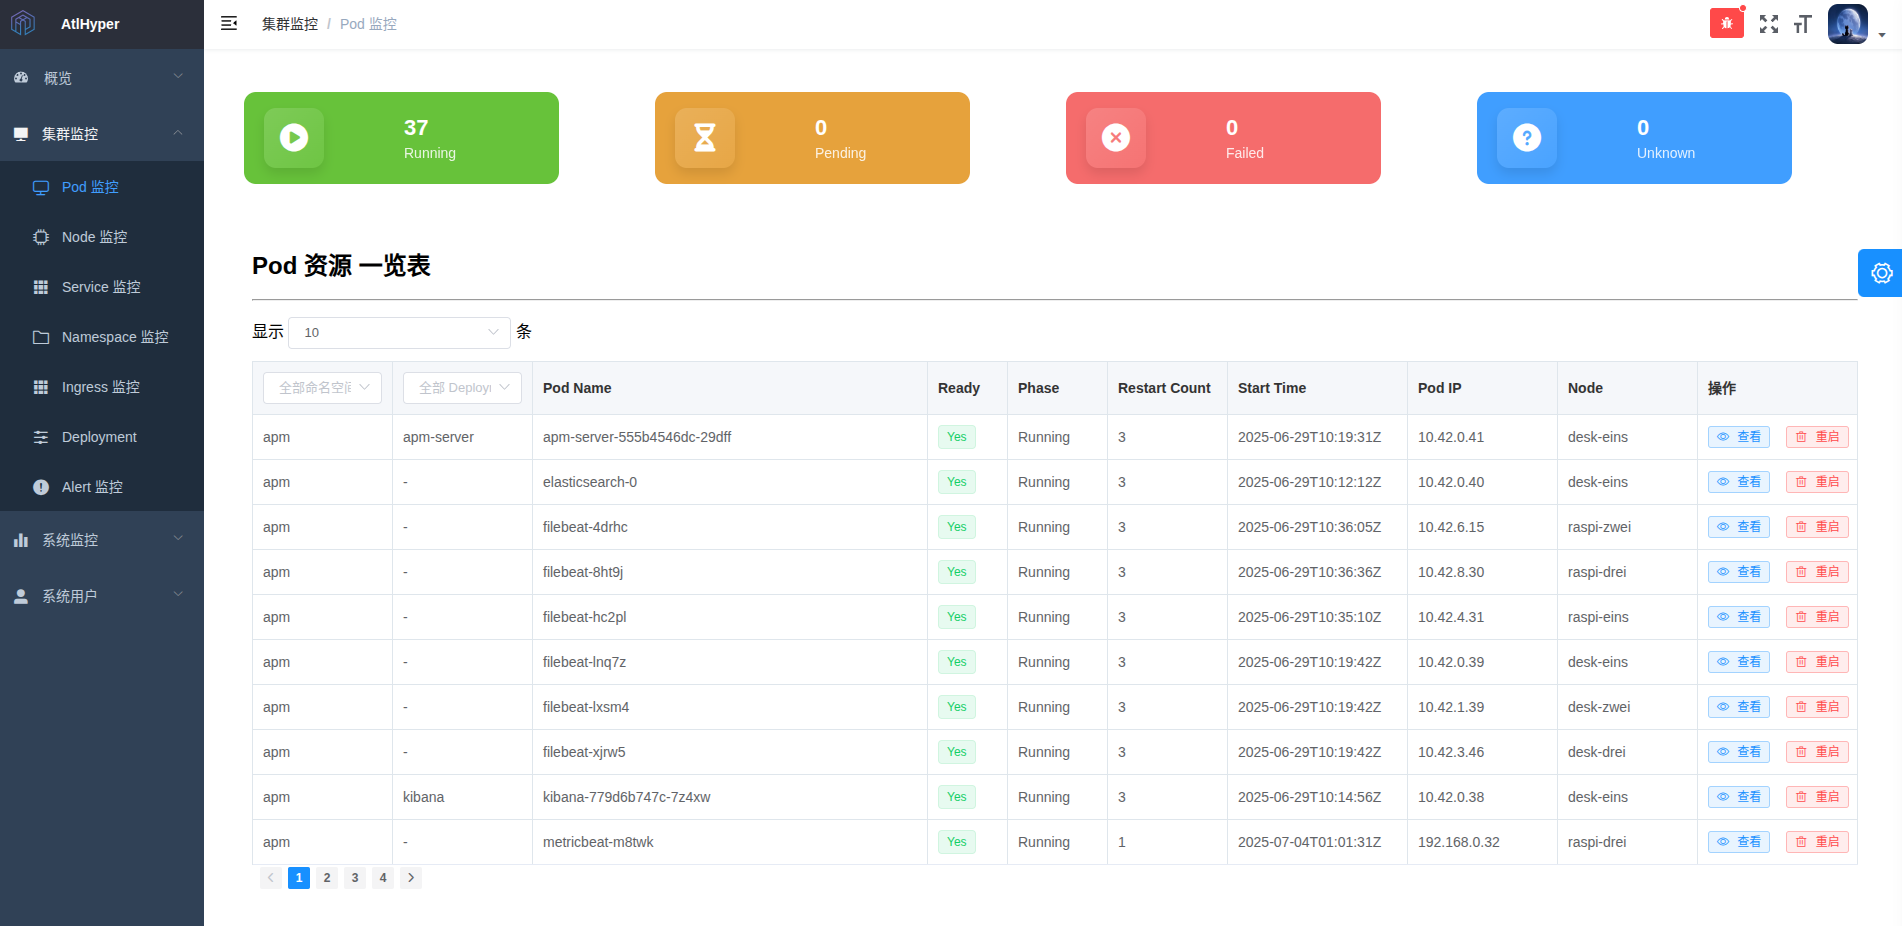 AtlHyper
集群监控 / Pod 监控
概览
集群监控
Pod 监控
Node 监控
Service 监控
Namespace 监控
Ingress 监控
Deployment
Alert 监控
系统监控
系统用户
37
Running
0
Pending
0
Failed
0
Unknown
Pod 资源 一览表
显示 10 条
全部命名空间 全部 Deploy Pod Name Ready Phase Restart Count Start Time Pod IP Node 操作
apm apm-server apm-server-555b4546dc-29dff Yes Running 3 2025-06-29T10:19:31Z 10.42.0.41 desk-eins 查看 重启
apm - elasticsearch-0 Yes Running 3 2025-06-29T10:12:12Z 10.42.0.40 desk-eins 查看 重启
apm - filebeat-4drhc Yes Running 3 2025-06-29T10:36:05Z 10.42.6.15 raspi-zwei 查看 重启
apm - filebeat-8ht9j Yes Running 3 2025-06-29T10:36:36Z 10.42.8.30 raspi-drei 查看 重启
apm - filebeat-hc2pl Yes Running 3 2025-06-29T10:35:10Z 10.42.4.31 raspi-eins 查看 重启
apm - filebeat-lnq7z Yes Running 3 2025-06-29T10:19:42Z 10.42.0.39 desk-eins 查看 重启
apm - filebeat-lxsm4 Yes Running 3 2025-06-29T10:19:42Z 10.42.1.39 desk-zwei 查看 重启
apm - filebeat-xjrw5 Yes Running 3 2025-06-29T10:19:42Z 10.42.3.46 desk-drei 查看 重启
apm kibana kibana-779d6b747c-7z4xw Yes Running 3 2025-06-29T10:14:56Z 10.42.0.38 desk-eins 查看 重启
apm - metricbeat-m8twk Yes Running 1 2025-07-04T01:01:31Z 192.168.0.32 raspi-drei 查看 重启
1 2 3 4